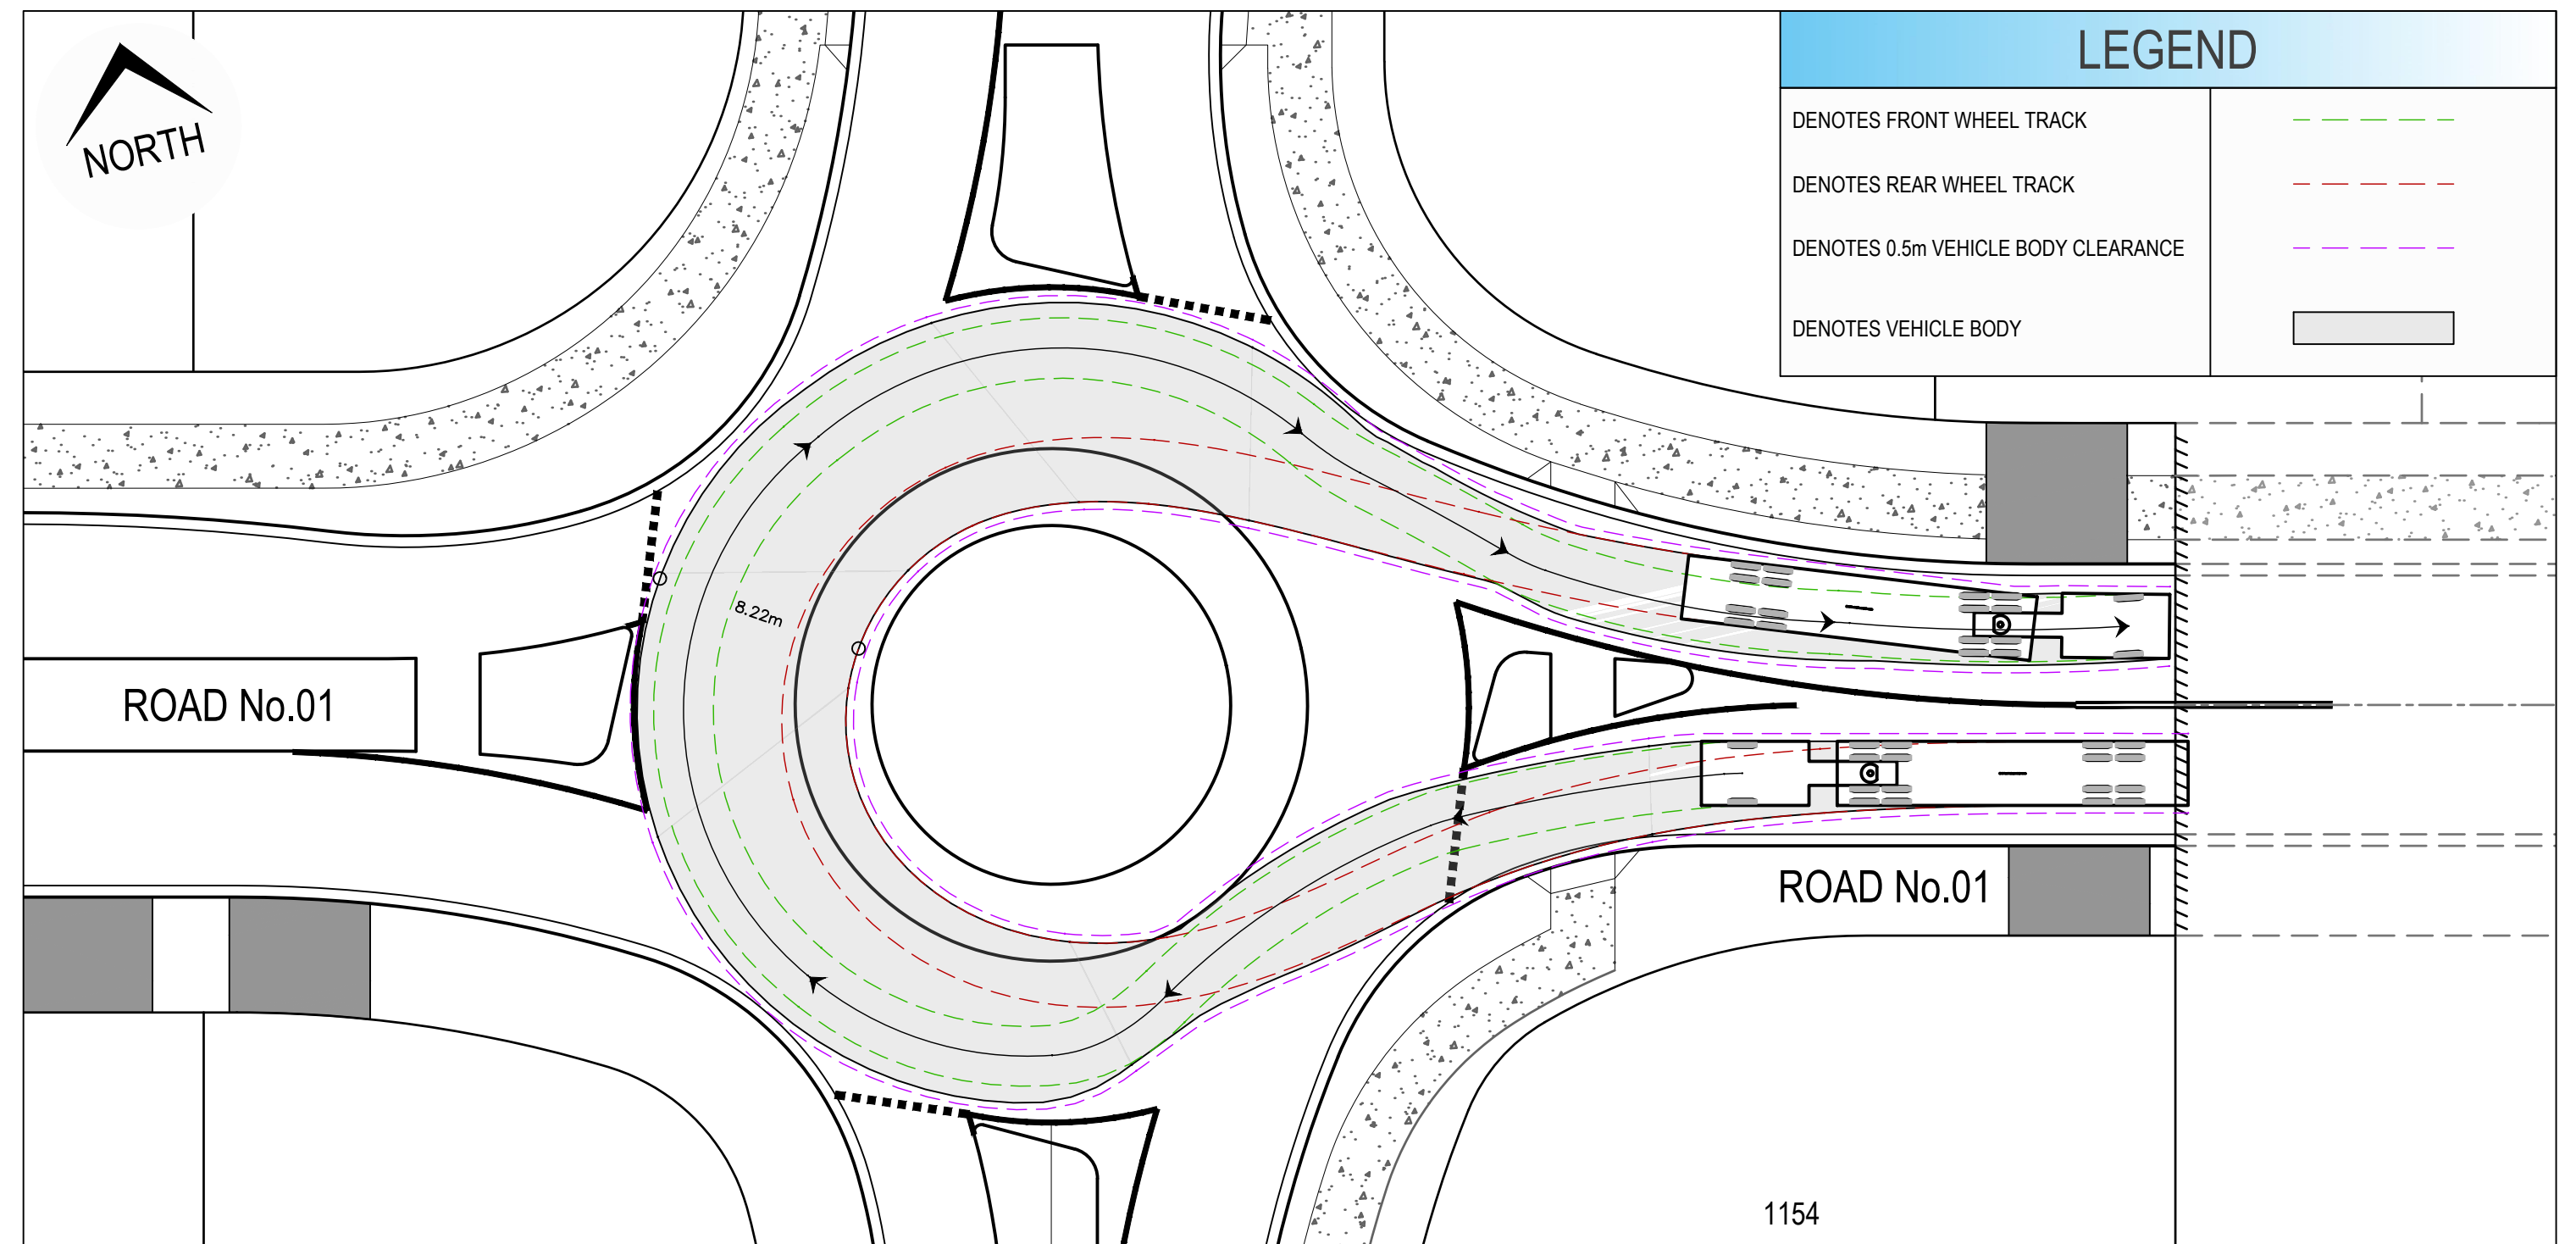 NORTH
LEGEND
DENOTES FRONT WHEEL TRACK
DENOTES REAR WHEEL TRACK
DENOTES 0.5m VEHICLE BODY CLEARANCE
DENOTES VEHICLE BODY
8.22m
ROAD No.01
ROAD No.01
1154